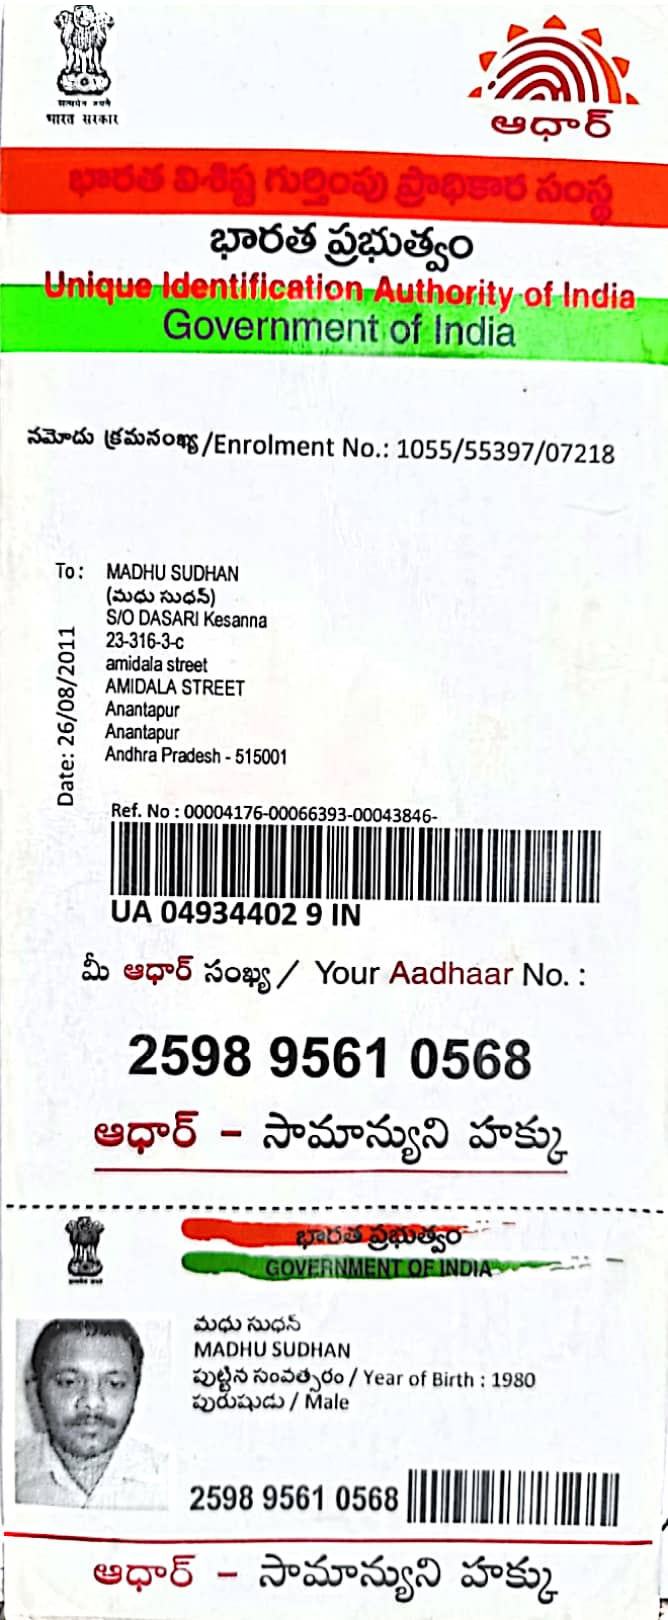 सत्यमेव जयते
भारत सरकार
ఆధార్
భారత విశిష్ట గుర్తింపు ప్రాధికార సంస్థ
భారత ప్రభుత్వం
Unique Identification Authority of India
Government of India
నమోదు క్రమసంఖ్య/Enrolment No.: 1055/55397/07218
To: MADHU SUDHAN
(మధు సుధన్)
S/O DASARI Kesanna
23-316-3-c
amidala street
AMIDALA STREET
Anantapur
Anantapur
Andhra Pradesh - 515001
Date: 26/08/2011
Ref. No : 00004176-00066393-00043846-
UA 04934402 9 IN
మీ ఆధార్ సంఖ్య / Your Aadhaar No. :
2598 9561 0568
ఆధార్ – సామాన్యుని హక్కు
భారత ప్రభుత్వం
GOVERNMENT OF INDIA
మధు సుధన్
MADHU SUDHAN
పుట్టిన సంవత్సరం / Year of Birth : 1980
పురుషుడు / Male
2598 9561 0568
ఆధార్ – సామాన్యుని హక్కు